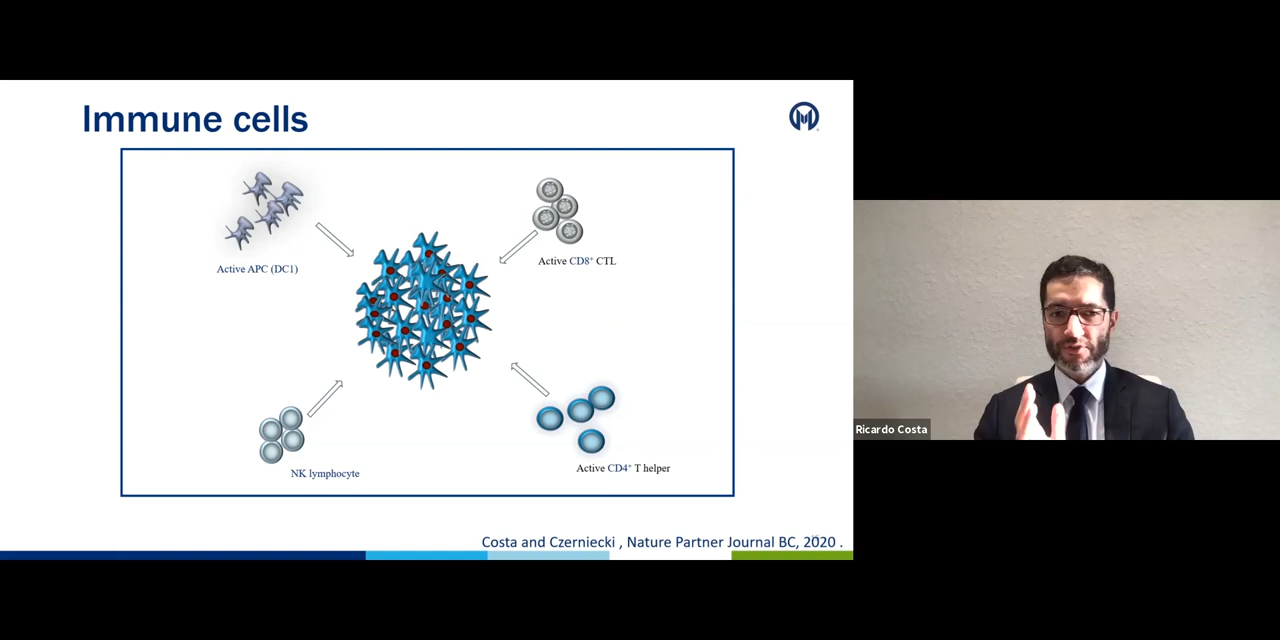 Immune cells
Active APC (DC1)
Active CD8⁺ CTL
NK lymphocyte
Active CD4⁺ T helper
Costa and Czerniecki , Nature Partner Journal BC, 2020 .
Ricardo Costa